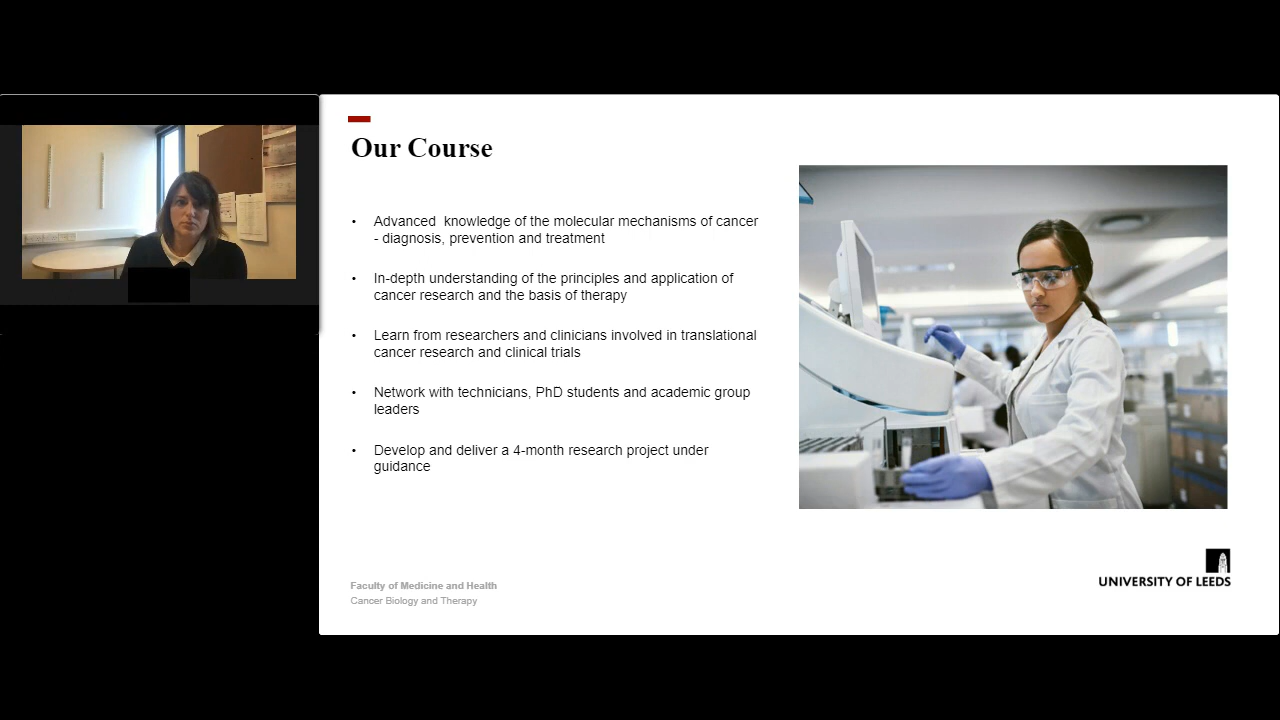 Our Course
• Advanced  knowledge of the molecular mechanisms of cancer
- diagnosis, prevention and treatment
• In-depth understanding of the principles and application of
cancer research and the basis of therapy
• Learn from researchers and clinicians involved in translational
cancer research and clinical trials
• Network with technicians, PhD students and academic group
leaders
• Develop and deliver a 4-month research project under
guidance
Faculty of Medicine and Health
Cancer Biology and Therapy
UNIVERSITY OF LEEDS